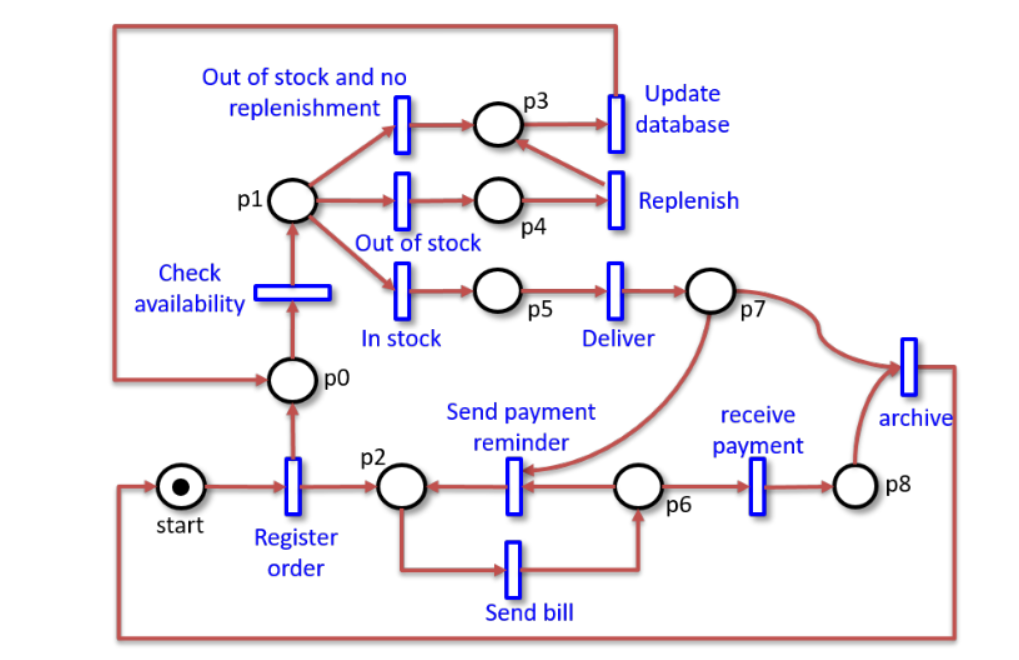 Out of stock and no
replenishment
p3
Update
database
p1
p4
Replenish
Out of stock
Check
availability
p5
p7
In stock
Deliver
p0
Send payment
reminder
receive
payment
archive
p2
p6
p8
start
Register
order
Send bill